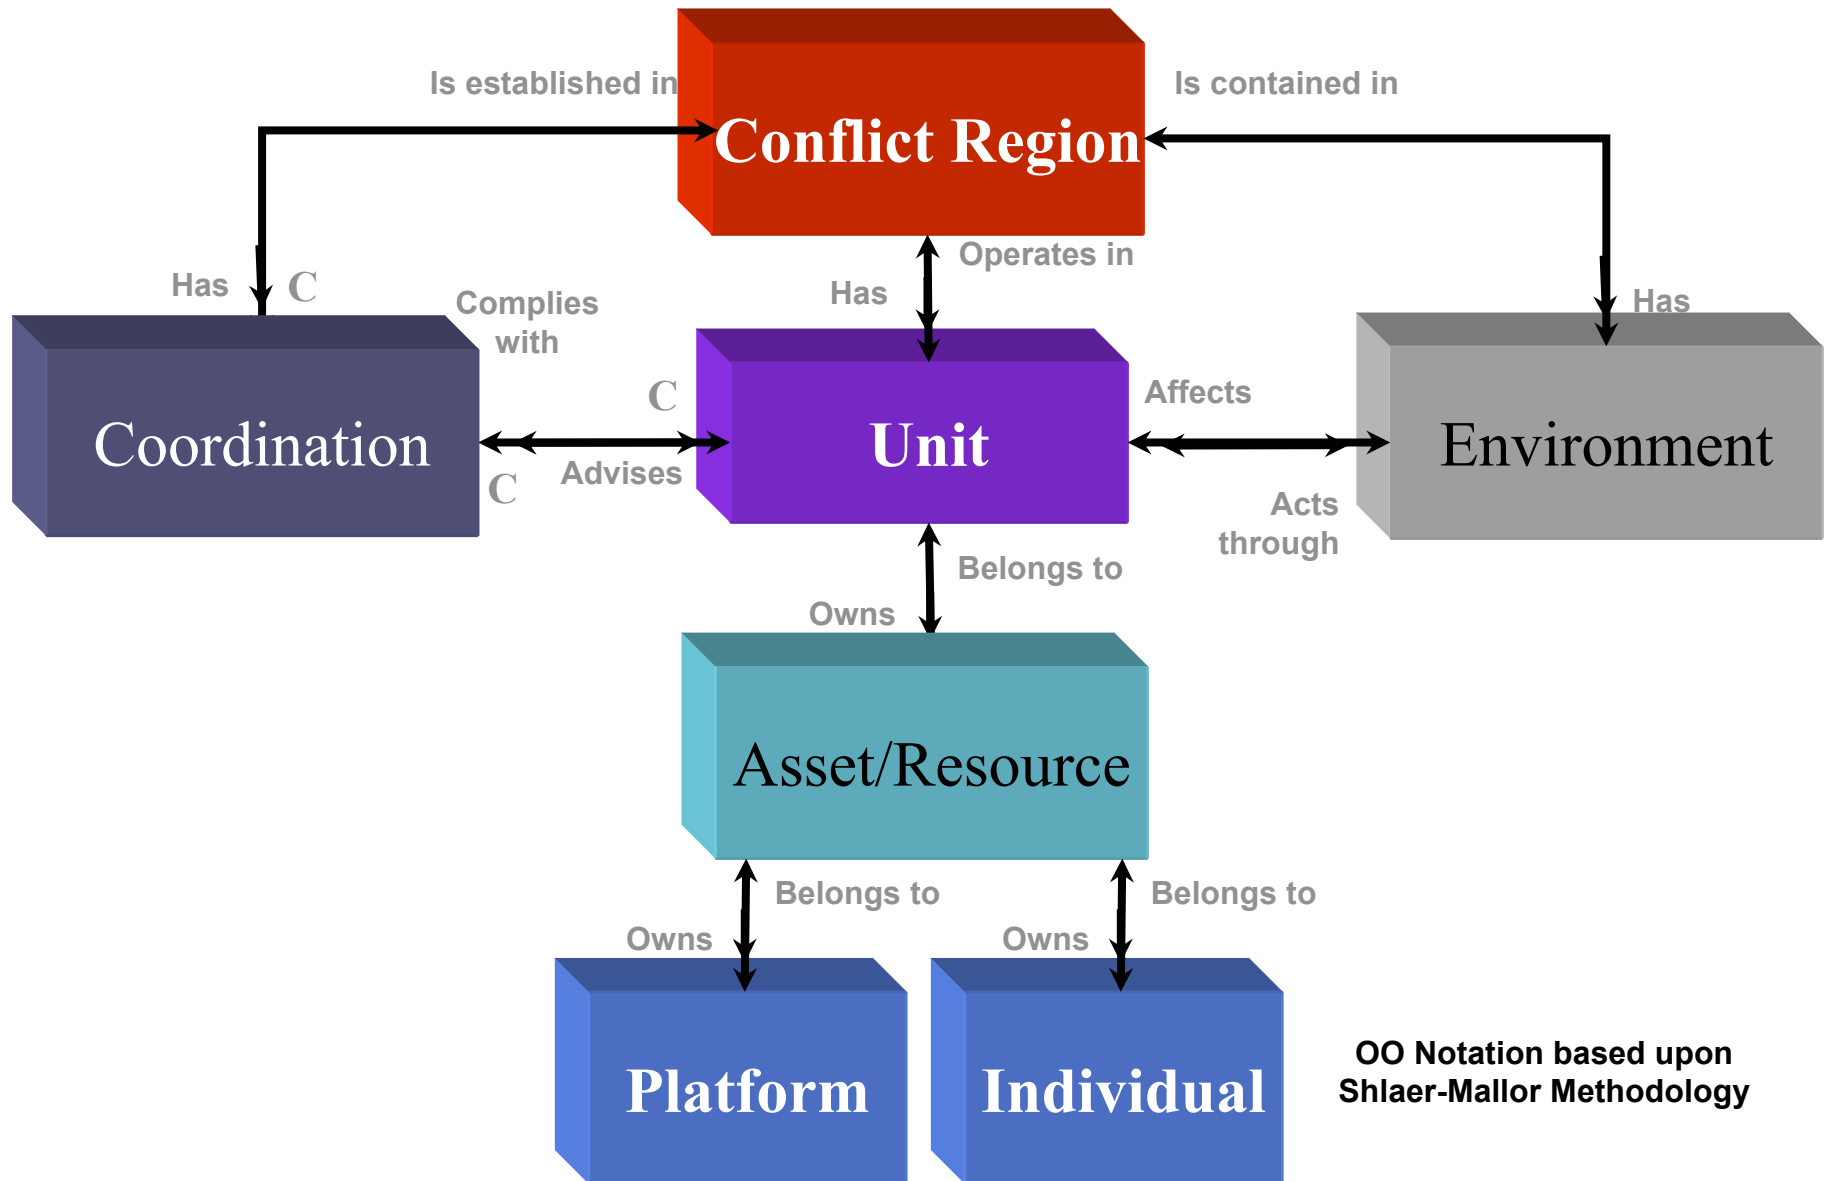 Is established in
Is contained in
Conflict Region
Operates in
Has
Has
C
Has
Complies
with
C
Affects
Coordination
Unit
Environment
Advises
C
Acts
through
Belongs to
Owns
Asset/Resource
Belongs to
Belongs to
Owns
Owns
Platform
Individual
OO Notation based upon
Shlaer-Mallor Methodology